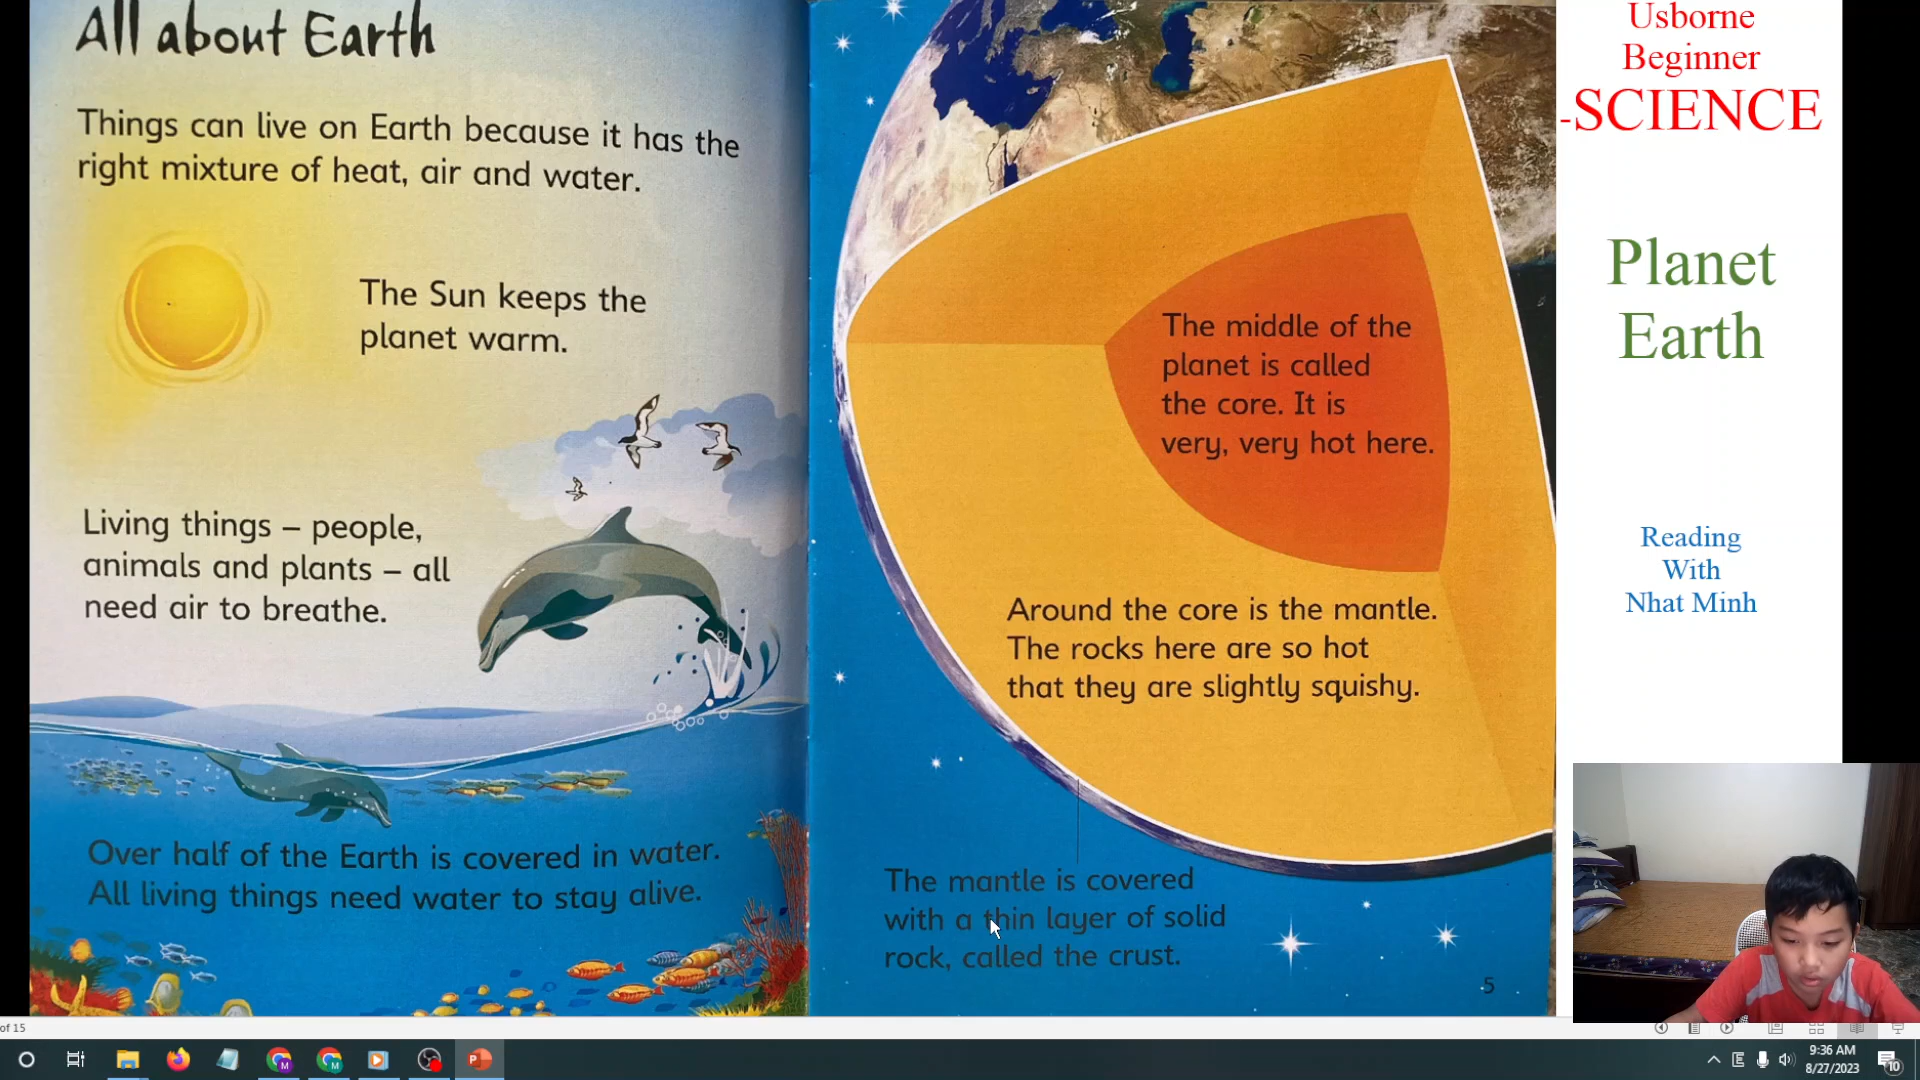 All about Earth
Things can live on Earth because it has the
right mixture of heat, air and water.
The Sun keeps the
planet warm.
Living things – people,
animals and plants – all
need air to breathe.
Over half of the Earth is covered in water.
All living things need water to stay alive.
The middle of the
planet is called
the core. It is
very, very hot here.
Around the core is the mantle.
The rocks here are so hot
that they are slightly squishy.
The mantle is covered
with a thin layer of solid
rock, called the crust.
5
Usborne
Beginner
-SCIENCE
Planet
Earth
Reading
With
Nhat Minh
of 15
9:36 AM
8/27/2023
10